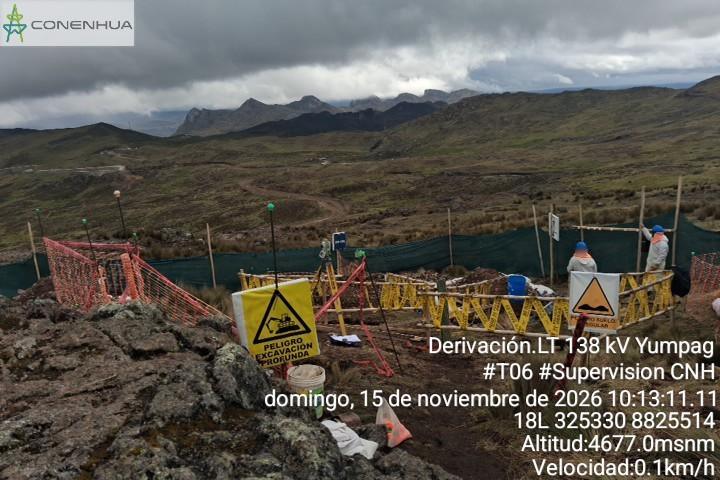 CONENHUA
PELIGRO
EXCAVACIÓN
PROFUNDA
Derivación.LT 138 kV Yumpag
#T06 #Supervision CNH
domingo, 15 de noviembre de 2026 10:13:11.11
18L 325330 8825514
Altitud:4677.0msnm
Velocidad:0.1km/h